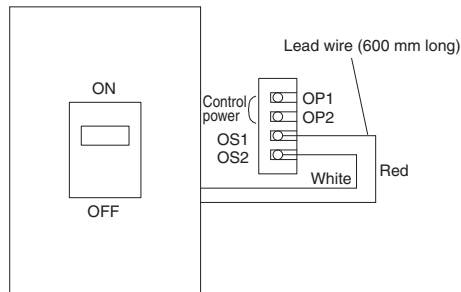 Lead wire (600 mm long)
ON
Control
power
OP1
OP2
OS1
OS2
White
Red
OFF